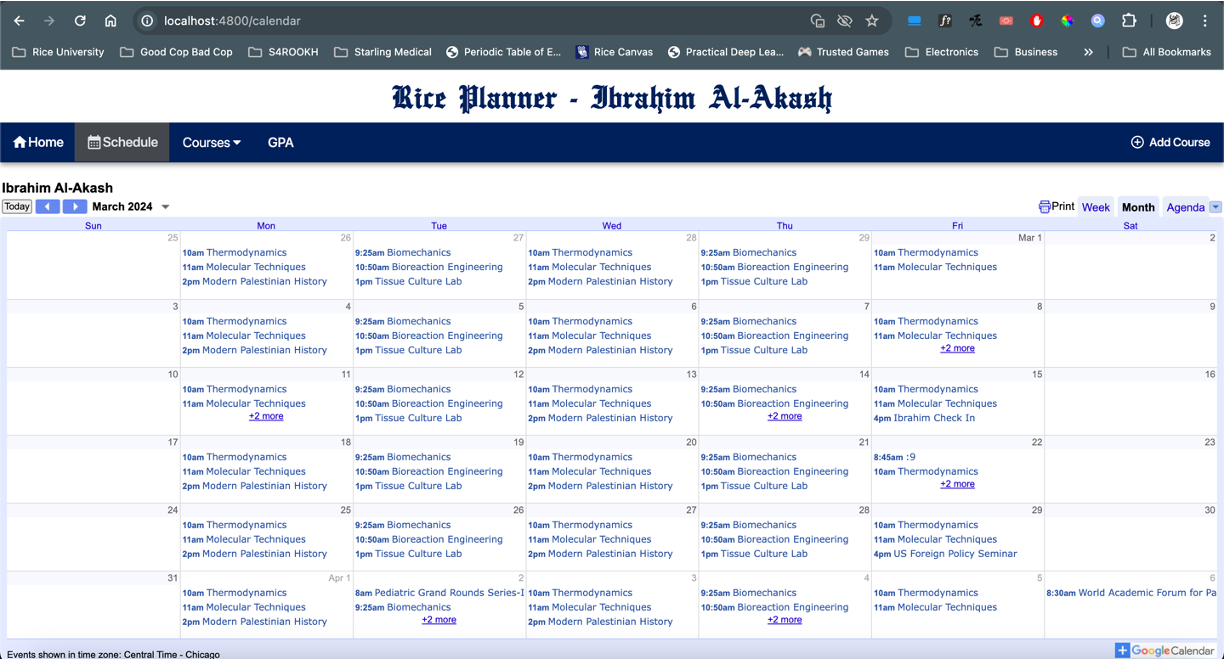 localhost:4800/calendar
Rice University Good Cop Bad Cop S4ROOKH Starling Medical Periodic Table of E... Rice Canvas Practical Deep Lea... Trusted Games Electronics Business » All Bookmarks
Rice Planner - Ibrahim Al-Akash
Home Schedule Courses GPA Add Course
Ibrahim Al-Akash
Today March 2024 Print Week Month Agenda
Sun Mon Tue Wed Thu Fri Sat
25 26 27 28 29 Mar 1 2
10am Thermodynamics 9:25am Biomechanics 10am Thermodynamics 9:25am Biomechanics 10am Thermodynamics
11am Molecular Techniques 10:50am Bioreaction Engineering 11am Molecular Techniques 10:50am Bioreaction Engineering 11am Molecular Techniques
2pm Modern Palestinian History 1pm Tissue Culture Lab 2pm Modern Palestinian History 1pm Tissue Culture Lab
3 4 5 6 7 8 9
10am Thermodynamics 9:25am Biomechanics 10am Thermodynamics 9:25am Biomechanics 10am Thermodynamics
11am Molecular Techniques 10:50am Bioreaction Engineering 11am Molecular Techniques 10:50am Bioreaction Engineering 11am Molecular Techniques
2pm Modern Palestinian History 1pm Tissue Culture Lab 2pm Modern Palestinian History 1pm Tissue Culture Lab +2 more
10 11 12 13 14 15 16
10am Thermodynamics 9:25am Biomechanics 10am Thermodynamics 9:25am Biomechanics 10am Thermodynamics
11am Molecular Techniques 10:50am Bioreaction Engineering 11am Molecular Techniques 10:50am Bioreaction Engineering 11am Molecular Techniques
+2 more 1pm Tissue Culture Lab 2pm Modern Palestinian History +2 more 4pm Ibrahim Check In
17 18 19 20 21 22 23
10am Thermodynamics 9:25am Biomechanics 10am Thermodynamics 9:25am Biomechanics 8:45am :9
11am Molecular Techniques 10:50am Bioreaction Engineering 11am Molecular Techniques 10:50am Bioreaction Engineering 10am Thermodynamics
2pm Modern Palestinian History 1pm Tissue Culture Lab 2pm Modern Palestinian History 1pm Tissue Culture Lab +2 more
24 25 26 27 28 29 30
10am Thermodynamics 9:25am Biomechanics 10am Thermodynamics 9:25am Biomechanics 10am Thermodynamics
11am Molecular Techniques 10:50am Bioreaction Engineering 11am Molecular Techniques 10:50am Bioreaction Engineering 11am Molecular Techniques
2pm Modern Palestinian History 1pm Tissue Culture Lab 2pm Modern Palestinian History 1pm Tissue Culture Lab 4pm US Foreign Policy Seminar
31 Apr 1 2 3 4 5 6
10am Thermodynamics 8am Pediatric Grand Rounds Series-I 10am Thermodynamics 9:25am Biomechanics 10am Thermodynamics 8:30am World Academic Forum for Pa
11am Molecular Techniques 9:25am Biomechanics 11am Molecular Techniques 10:50am Bioreaction Engineering 11am Molecular Techniques
2pm Modern Palestinian History +2 more 2pm Modern Palestinian History +2 more
Events shown in time zone: Central Time - Chicago
+ GoogleCalendar